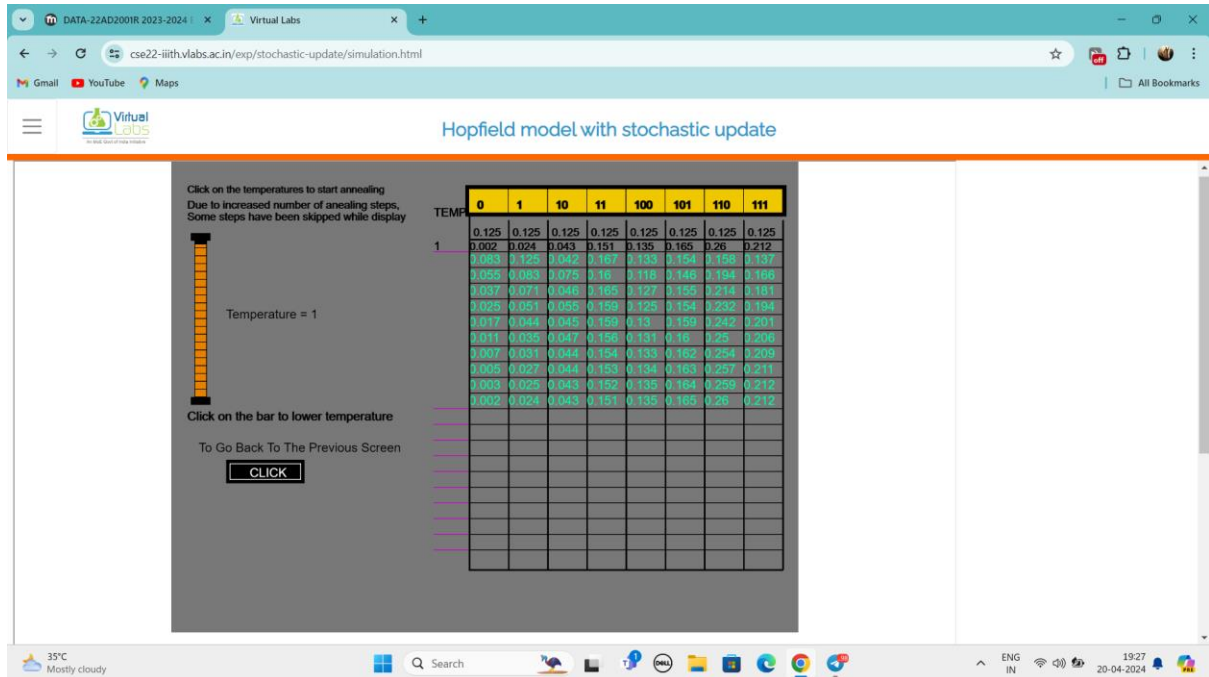 DATA-22AD2001R 2023-2024 |
Virtual Labs
cse22-iiith.vlabs.ac.in/exp/stochastic-update/simulation.html
off
Gmail YouTube Maps
All Bookmarks
Virtual
Labs
Hopfield model with stochastic update
Click on the temperatures to start annealing
Due to increased number of anealing steps,
Some steps have been skipped while display
Temperature = 1
Click on the bar to lower temperature
To Go Back To The Previous Screen
CLICK
TEMP 0 1 10 11 100 101 110 111
0.125 0.125 0.125 0.125 0.125 0.125 0.125 0.125
1 0.002 0.024 0.043 0.151 0.135 0.165 0.26 0.212
0.083 0.125 0.042 0.167 0.133 0.154 0.158 0.137
0.055 0.083 0.075 0.16 0.118 0.146 0.194 0.166
0.037 0.071 0.046 0.165 0.127 0.155 0.214 0.181
0.025 0.051 0.055 0.159 0.125 0.154 0.232 0.194
0.017 0.044 0.045 0.159 0.13 0.159 0.242 0.201
0.011 0.035 0.047 0.156 0.131 0.16 0.25 0.206
0.007 0.031 0.044 0.154 0.133 0.162 0.254 0.209
0.005 0.027 0.044 0.153 0.134 0.163 0.257 0.211
0.003 0.025 0.043 0.152 0.135 0.164 0.259 0.212
0.002 0.024 0.043 0.151 0.135 0.165 0.26 0.212
35°C
Mostly cloudy
Search
DELL
ENG
IN
19:27
20-04-2024
PRE